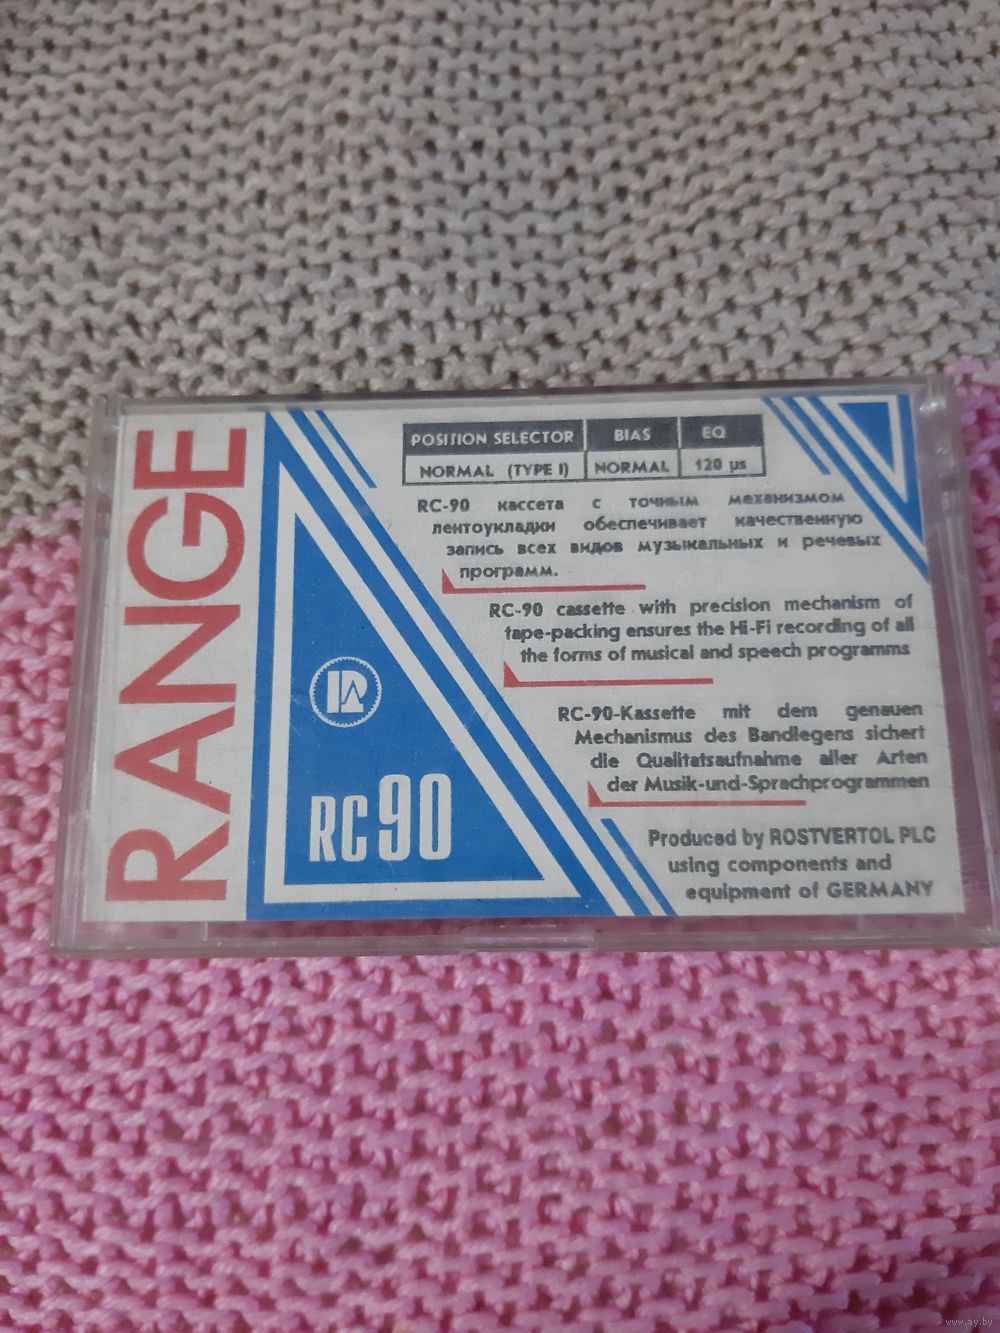 RANGE
POSITION SELECTOR BIAS EQ
NORMAL (TYPE I) NORMAL 120 µs
RC-90 кассета с точным механизмом
лентоукладки обеспечивает качественную
запись всех видов музыкальных и речевых
программ.
RC-90 cassette with precision mechanism of
tape-packing ensures the Hi-Fi recording of all
the forms of musical and speech programms
RC-90-Kassette mit dem genauen
Mechanismus des Bandlegens sichert
die Qualitatsaufnahme aller Arten
der Musik-und-Sprachprogrammen
RC90
Produced by ROSTVERTOL PLC
using components and
equipment of GERMANY
www.ay.by